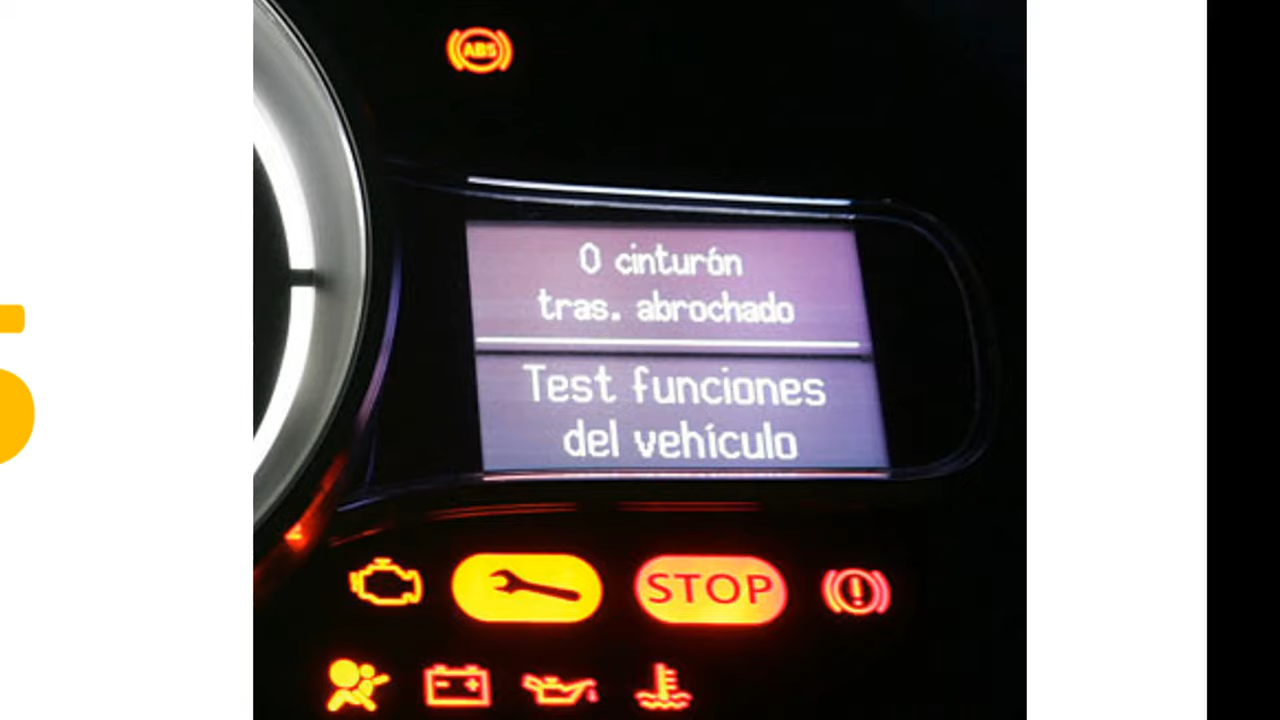 ABS
0 cinturón
tras. abrochado
Test funciones
del vehículo
STOP